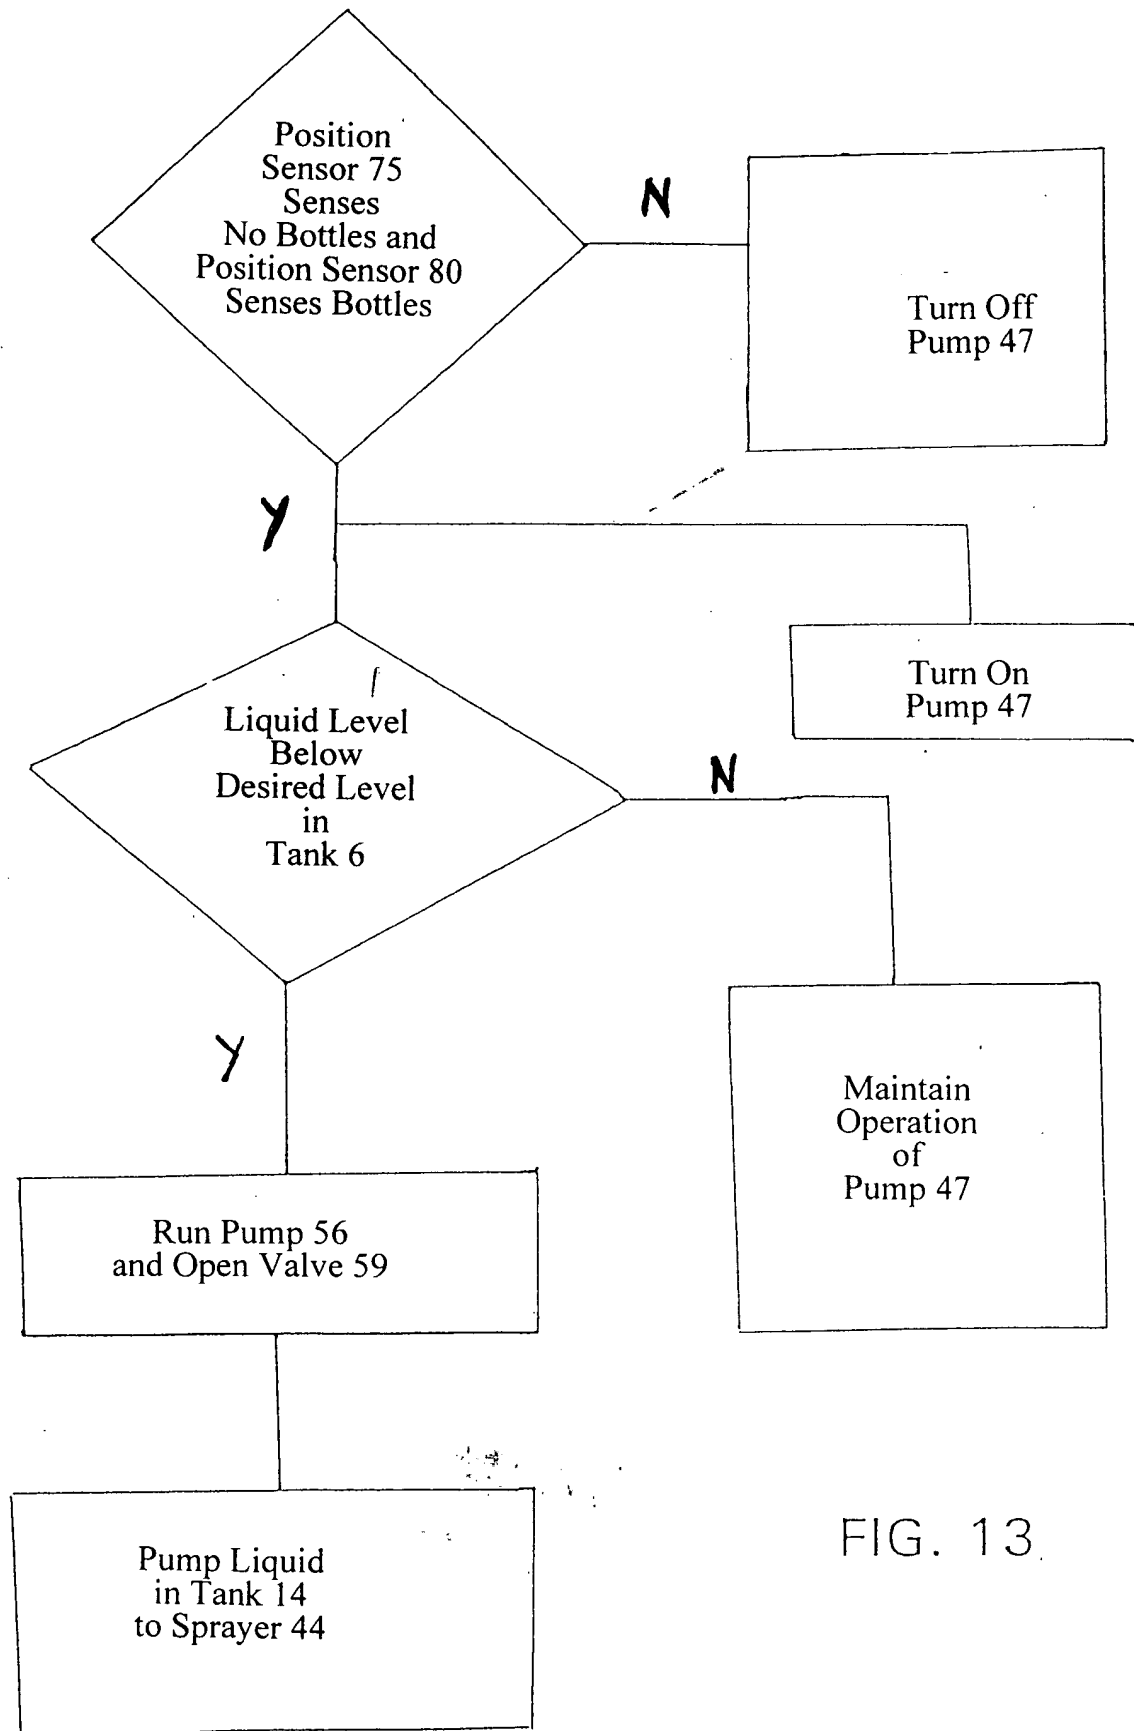 Position
Sensor 75
Senses
No Bottles and
Position Sensor 80
Senses Bottles
N
Turn Off
Pump 47
Y
Turn On
Pump 47
Liquid Level
Below
Desired Level
in
Tank 6
N
Y
Maintain
Operation
of
Pump 47
Run Pump 56
and Open Valve 59
Pump Liquid
in Tank 14
to Sprayer 44
FIG. 13